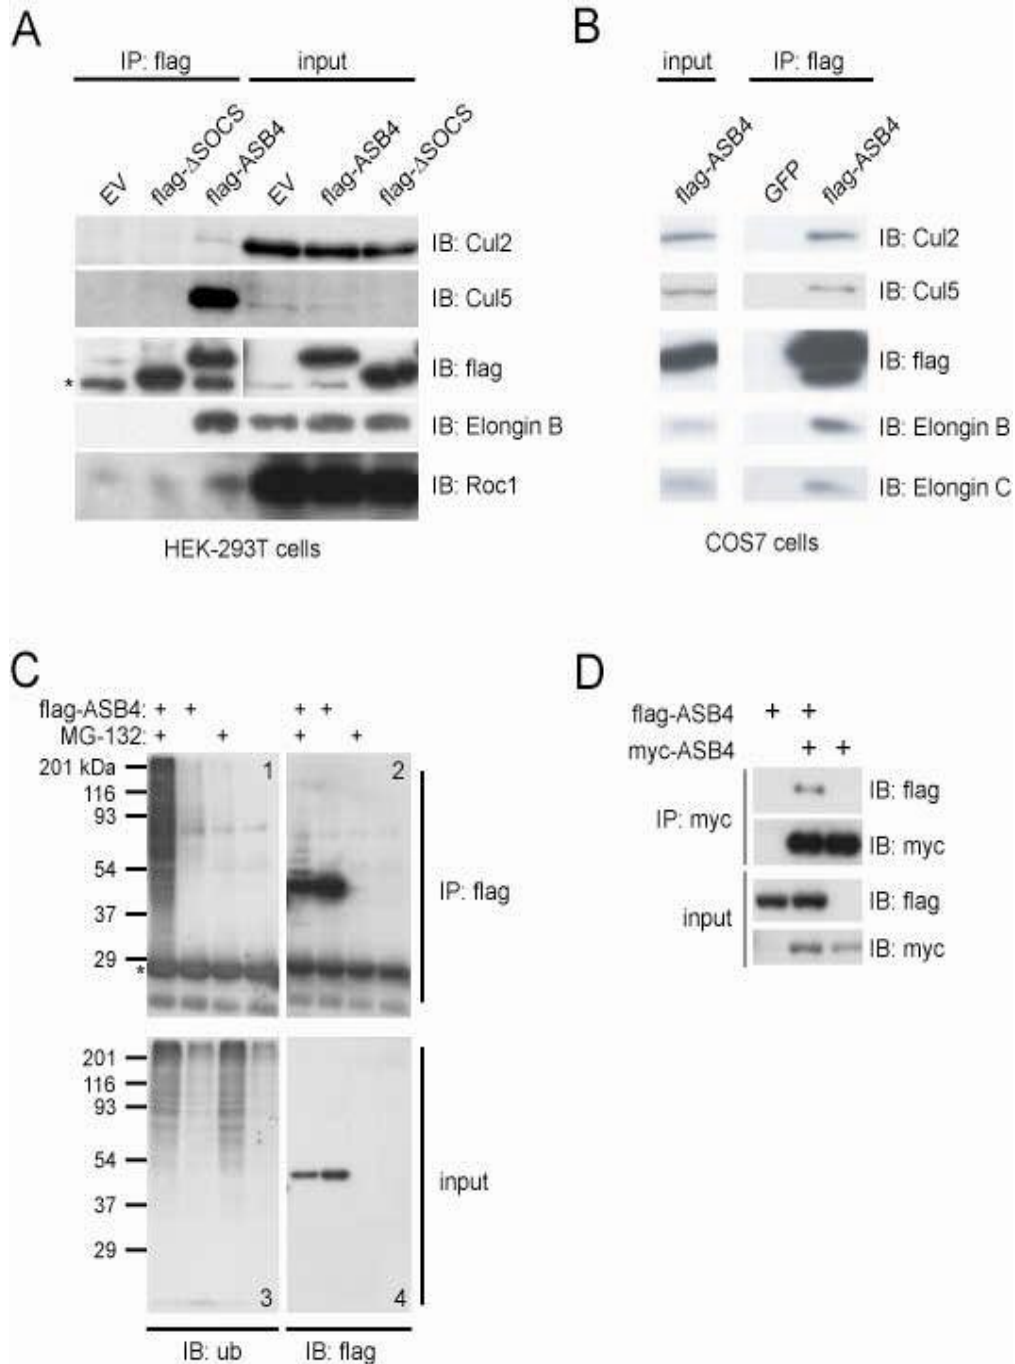 A
IP: flag input
EV flag-ΔSOCS flag-ASB4 EV flag-ASB4 flag-ΔSOCS
IB: Cul2
IB: Cul5
* IB: flag
IB: Elongin B
IB: Roc1
HEK-293T cells
B
input IP: flag
flag-ASB4 GFP flag-ASB4
IB: Cul2
IB: Cul5
IB: flag
IB: Elongin B
IB: Elongin C
COS7 cells
C
flag-ASB4: + + + +
MG-132: + + + +
201 kDa 1 2
116
93
54
37 IP: flag
29
*
201
116
93
54
37 input
29
3 4
IB: ub IB: flag
D
flag-ASB4 + +
myc-ASB4 + +
IP: myc
IB: flag
IB: myc
input
IB: flag
IB: myc